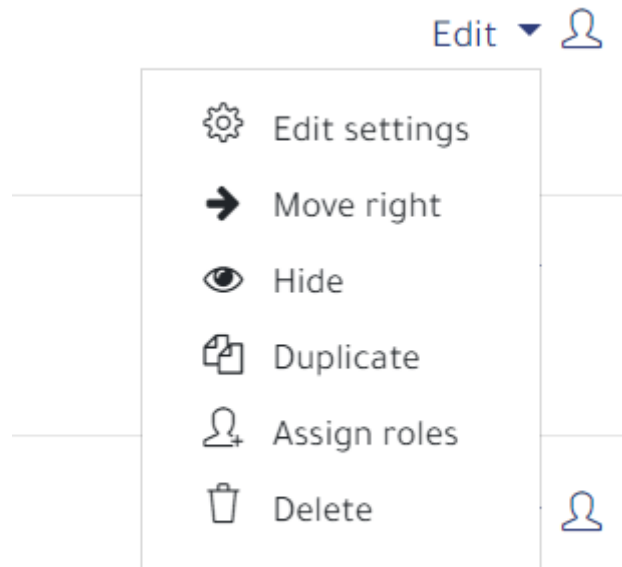 Edit
Edit settings
Move right
Hide
Duplicate
Assign roles
Delete